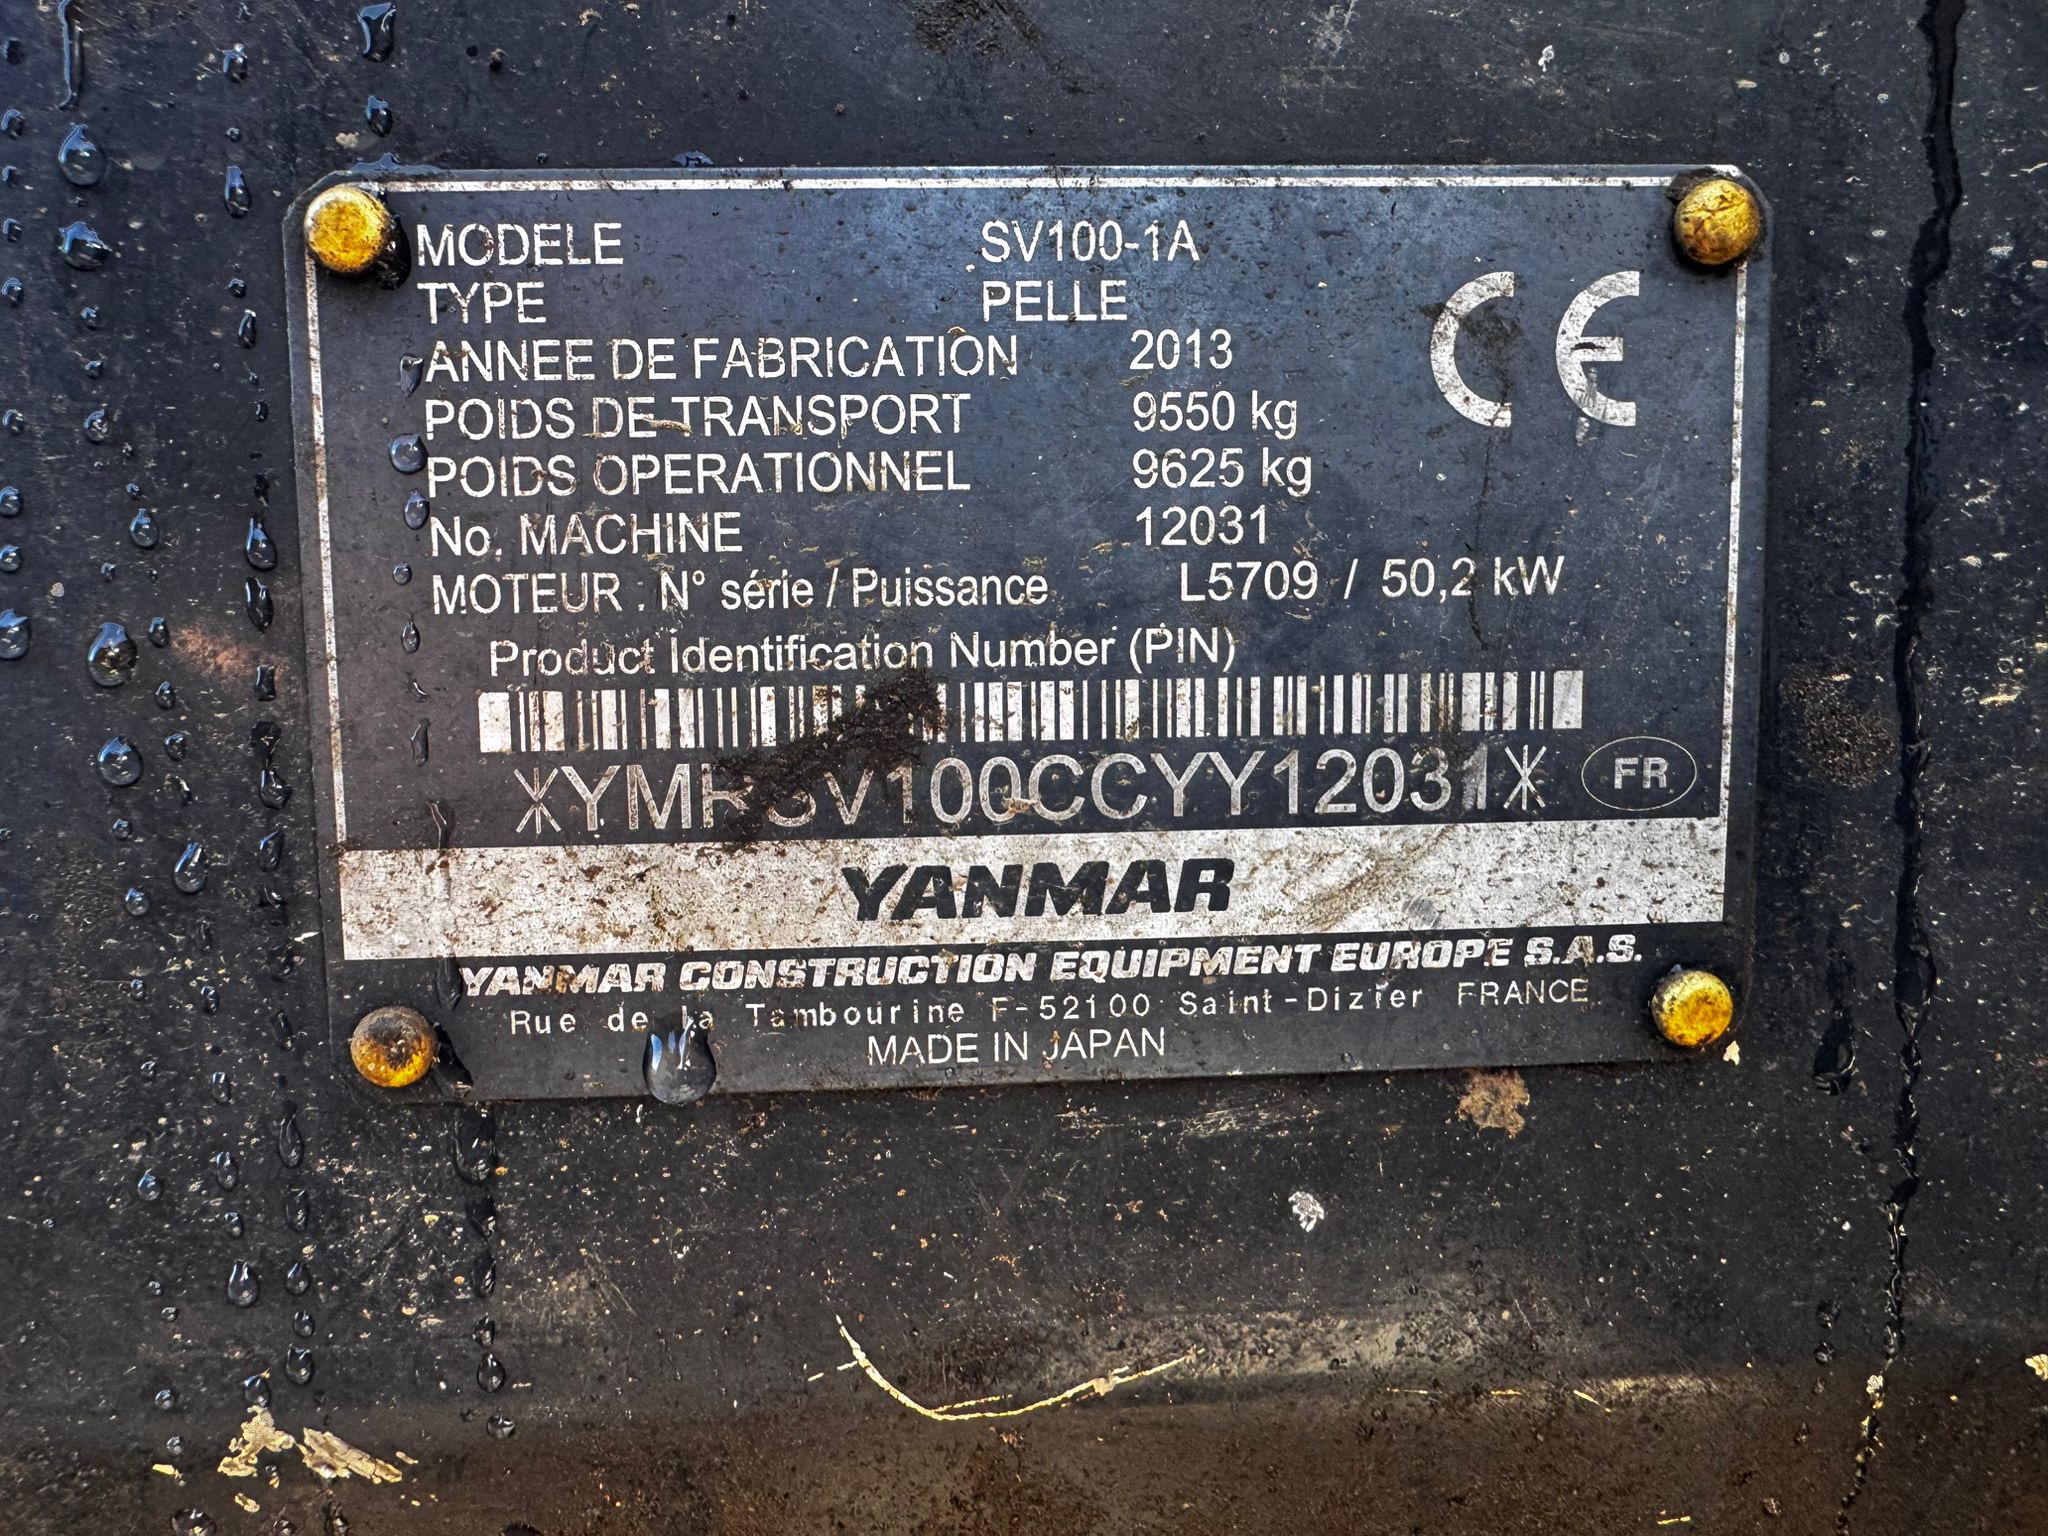 MODELE SV100-1A
TYPE PELLE
ANNEE DE FABRICATION 2013
POIDS DE TRANSPORT 9550 kg
POIDS OPERATIONNEL 9625 kg
No. MACHINE 12031
MOTEUR : N° série / Puissance L5709 / 50,2 kW
CE
Product Identification Number (PIN)
*YMRSV100CCYY12031*
FR
YANMAR
YANMAR CONSTRUCTION EQUIPMENT EUROPE S.A.S.
Rue de la Tambourine F-52100 Saint-Dizier FRANCE
MADE IN JAPAN